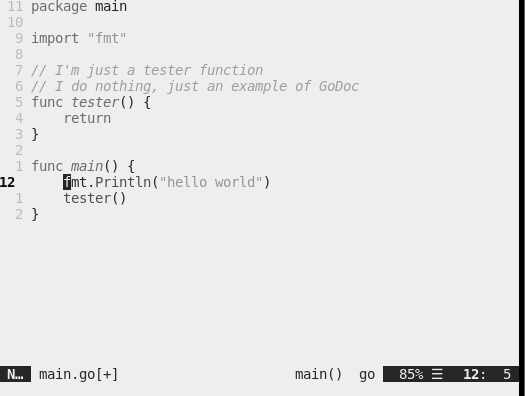 11 package main
10
9 import "fmt"
8
7 // I'm just a tester function
6 // I do nothing, just an example of GoDoc
5 func tester() {
4     return
3 }
2
1 func main() {
12     fmt.Println("hello world")
1     tester()
2 }
N… main.go[+] main() go 85% ☰ 12: 5